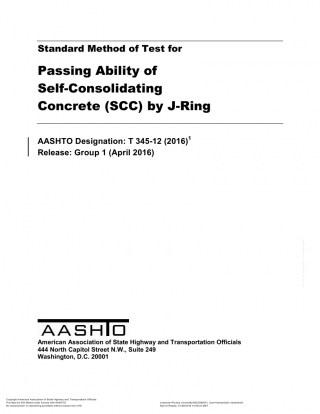 Standard Method of Test for
Passing Ability of
Self-Consolidating
Concrete (SCC) by J-Ring
AASHTO Designation: T 345-12 (2016)1
Release: Group 1 (April 2016)
AASHTO
American Association of State Highway and Transportation Officials
444 North Capitol Street N.W., Suite 249
Washington, D.C. 20001